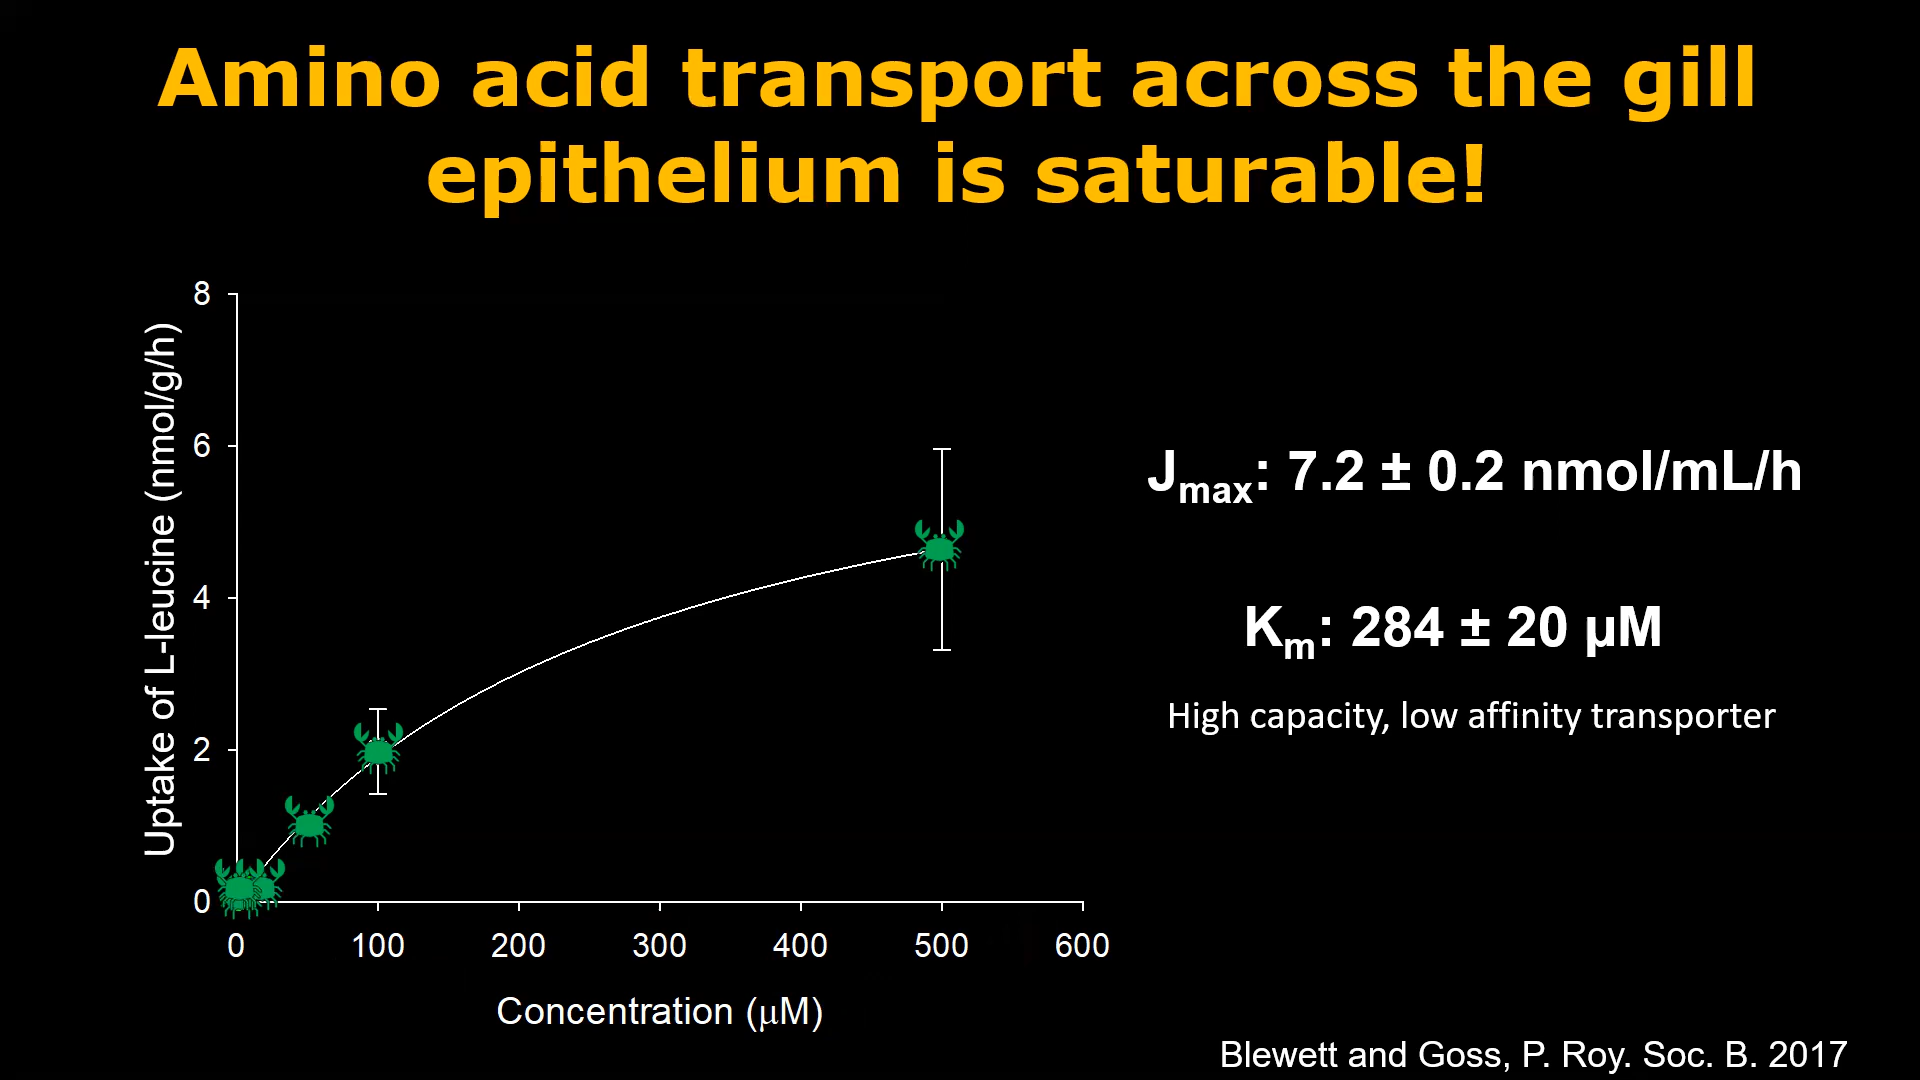 Amino acid transport across the gill
epithelium is saturable!
8
6
4
2
0
Uptake of L-leucine (nmol/g/h)
0 100 200 300 400 500 600
Concentration (μM)
Jmax: 7.2 ± 0.2 nmol/mL/h
Km: 284 ± 20 µM
High capacity, low affinity transporter
Blewett and Goss, P. Roy. Soc. B. 2017